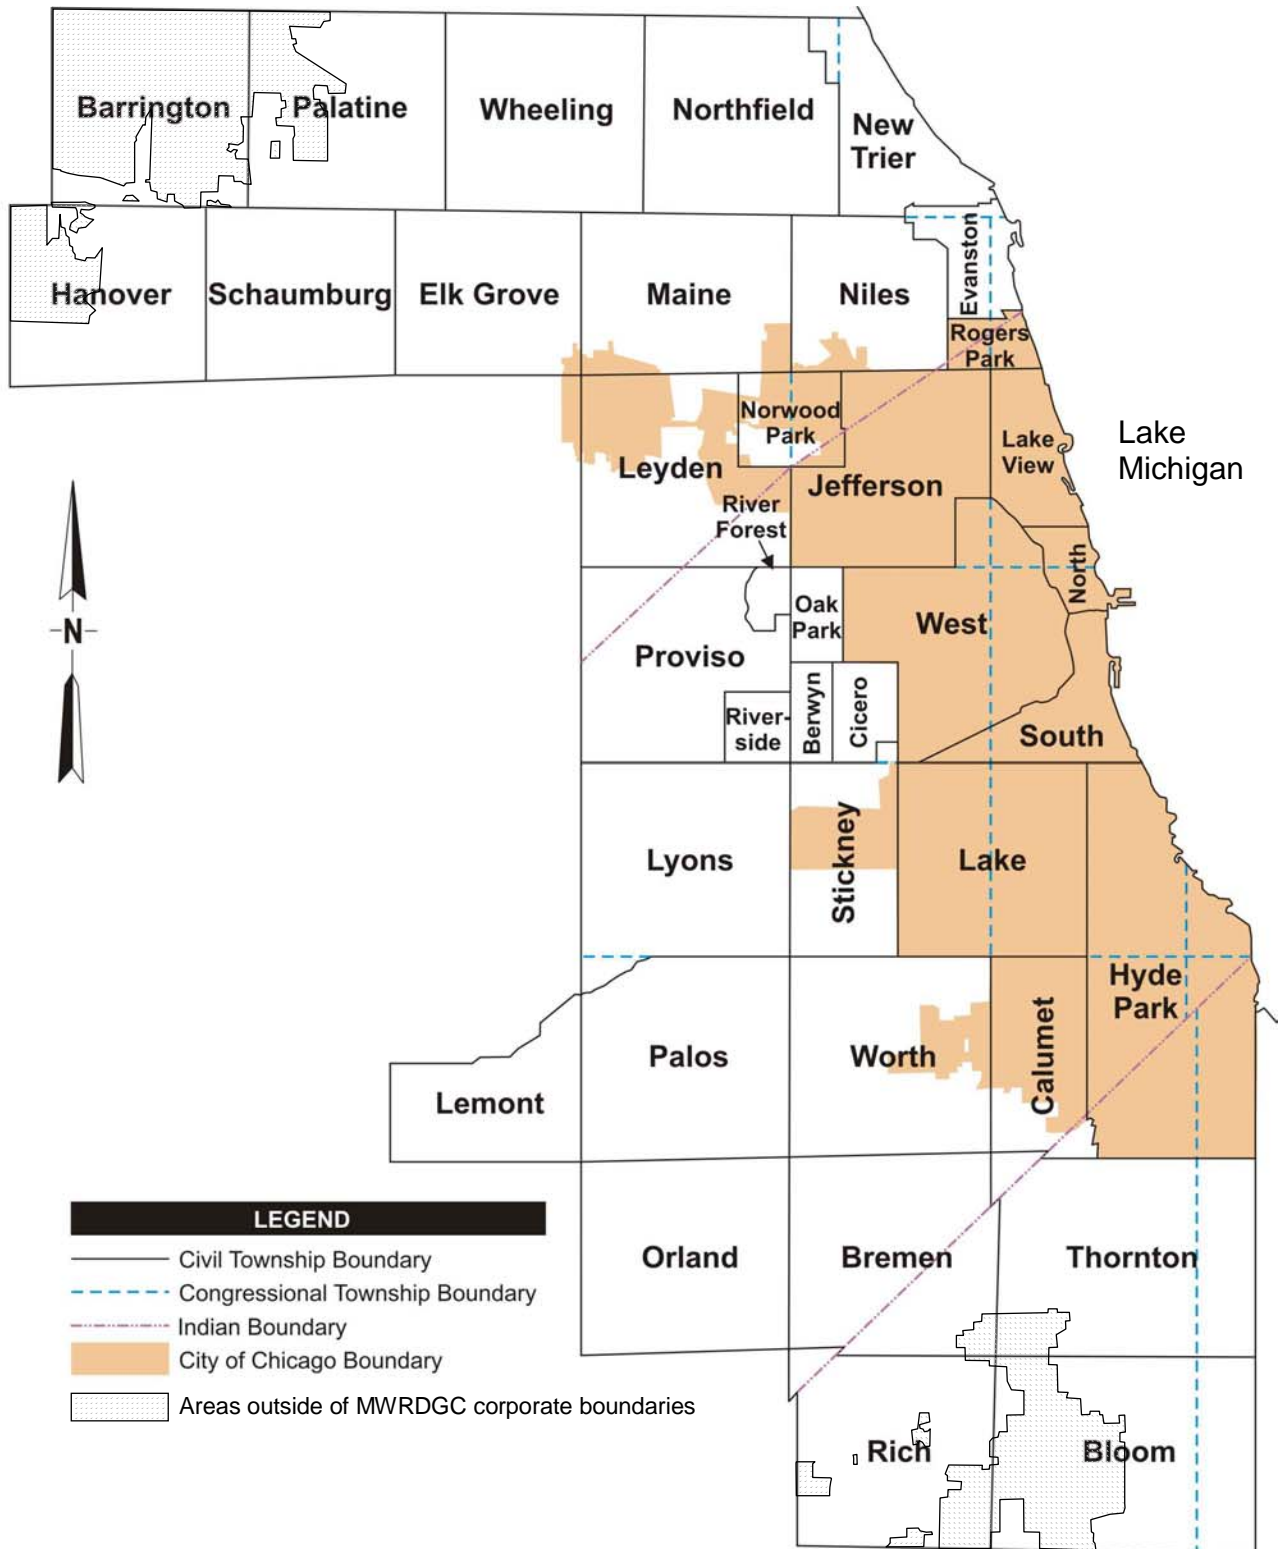 Barrington
Palatine
Wheeling
Northfield
New
Trier
Hanover
Schaumburg
Elk Grove
Maine
Niles
Evanston
Rogers
Park
Norwood
Park
Leyden
Jefferson
Lake
View
Lake
Michigan
River
Forest
North
Oak
Park
West
Proviso
River-
side
Berwyn
Cicero
South
N
Lyons
Stickney
Lake
Hyde
Park
Palos
Worth
Calumet
Lemont
LEGEND
Civil Township Boundary
Congressional Township Boundary
Indian Boundary
City of Chicago Boundary
Areas outside of MWRDGC corporate boundaries
Orland
Bremen
Thornton
Rich
Bloom